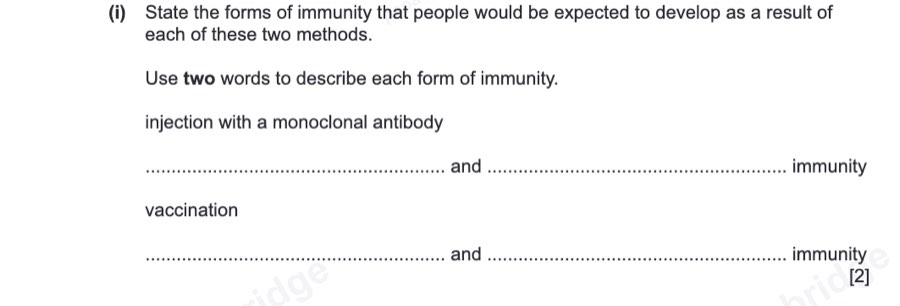 (i) State the forms of immunity that people would be expected to develop as a result of
each of these two methods.
Use two words to describe each form of immunity.
injection with a monoclonal antibody
.......................................................... and .......................................................... immunity
vaccination
.......................................................... and .......................................................... immunity
[2]